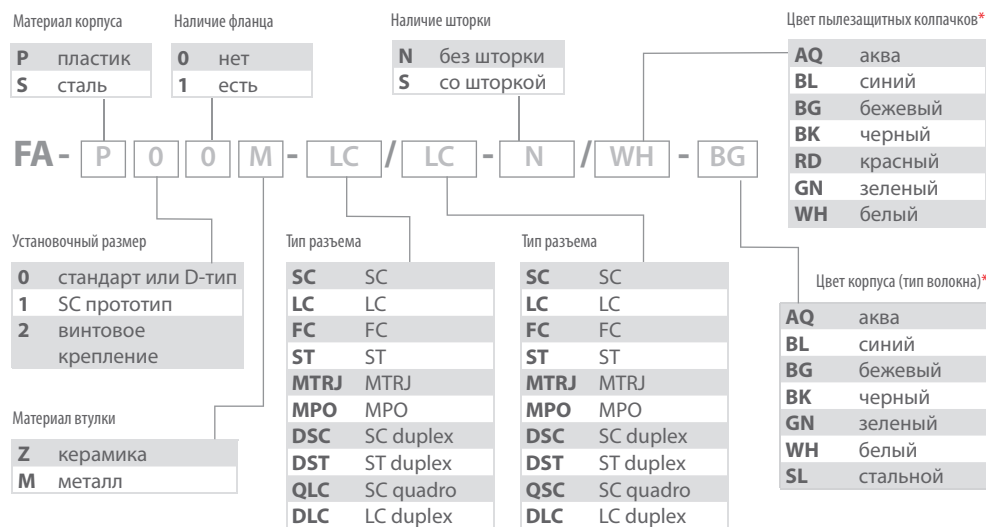 Материал корпуса
P пластик
S сталь
Наличие фланца
0 нет
1 есть
Наличие шторки
N без шторки
S со шторкой
Цвет пылезащитных колпачков*
AQ аква
BL синий
BG бежевый
BK черный
RD красный
GN зеленый
WH белый
FA- P 0 0 M - LC / LC - N / WH - BG
Установочный размер
0 стандарт или D-тип
1 SC прототип
2 винтовое
крепление
Материал втулки
Z керамика
M металл
Тип разъема
SC SC
LC LC
FC FC
ST ST
MTRJ MTRJ
MPO MPO
DSC SC duplex
DST ST duplex
QLC SC quadro
DLC LC duplex
Тип разъема
SC SC
LC LC
FC FC
ST ST
MTRJ MTRJ
MPO MPO
DSC SC duplex
DST ST duplex
QSC SC quadro
DLC LC duplex
Цвет корпуса (тип волокна)*
AQ аква
BL синий
BG бежевый
BK черный
GN зеленый
WH белый
SL стальной